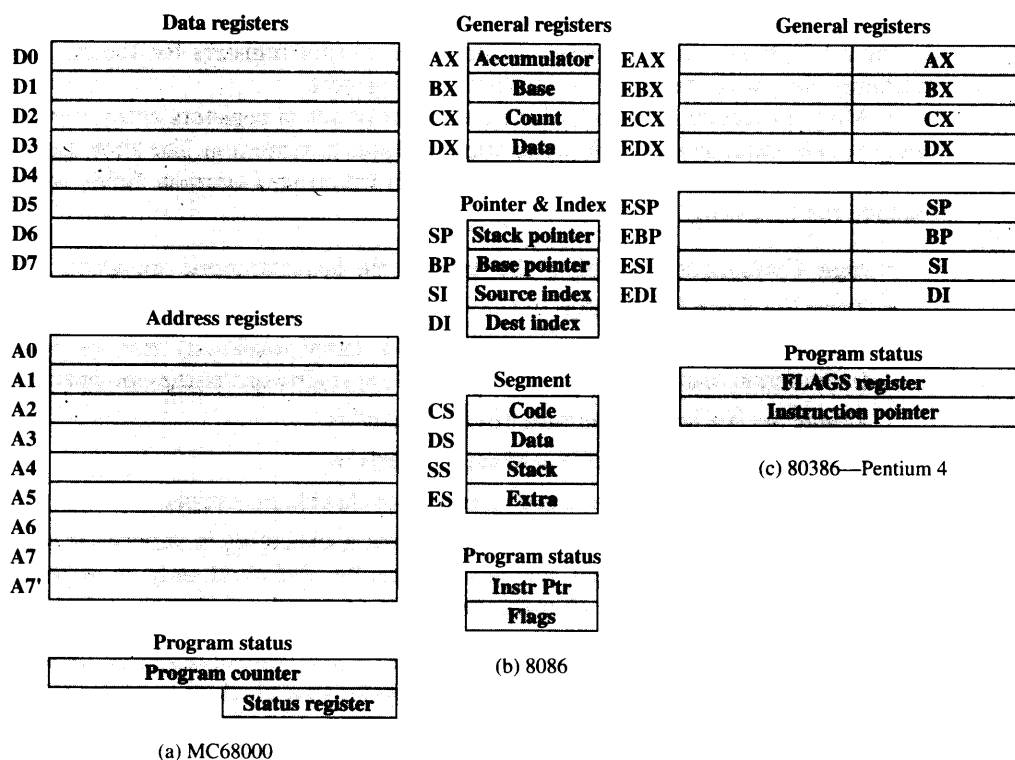 Data registers
D0
D1
D2
D3
D4
D5
D6
D7
Address registers
A0
A1
A2
A3
A4
A5
A6
A7
A7'
Program status
Program counter
Status register
(a) MC68000
General registers
AX Accumulator
BX Base
CX Count
DX Data
Pointer & Index
SP Stack pointer
BP Base pointer
SI Source index
DI Dest index
Segment
CS Code
DS Data
SS Stack
ES Extra
Program status
Instr Ptr
Flags
(b) 8086
General registers
EAX AX
EBX BX
ECX CX
EDX DX
ESP SP
EBP BP
ESI SI
EDI DI
Program status
FLAGS register
Instruction pointer
(c) 80386—Pentium 4